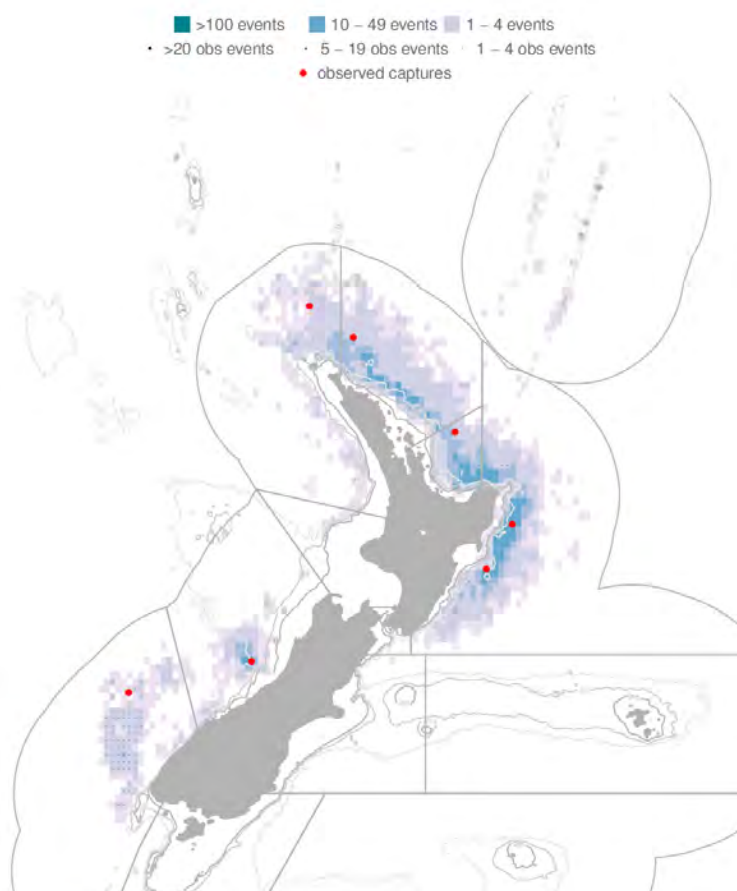 >100 events 10 – 49 events 1 – 4 events
>20 obs events 5 – 19 obs events 1 – 4 obs events
observed captures